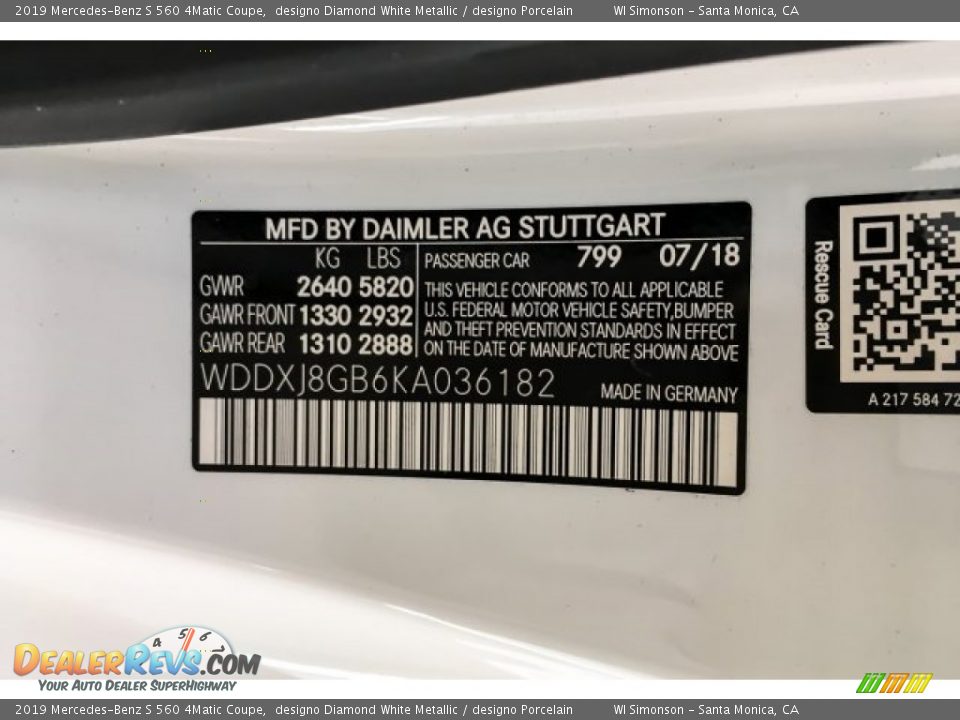 2019 Mercedes-Benz S 560 4Matic Coupe, designo Diamond White Metallic / designo Porcelain WI Simonson - Santa Monica, CA
MFD BY DAIMLER AG STUTTGART
KG LBS
GVWR 2640 5820
GAWR FRONT 1330 2932
GAWR REAR 1310 2888
PASSENGER CAR 799 07/18
THIS VEHICLE CONFORMS TO ALL APPLICABLE
U.S. FEDERAL MOTOR VEHICLE SAFETY,BUMPER
AND THEFT PREVENTION STANDARDS IN EFFECT
ON THE DATE OF MANUFACTURE SHOWN ABOVE
WDDXJ8GB6KA036182 MADE IN GERMANY
Rescue Card
A 217 584 72
4 5 6
DEALERREVS.COM
YOUR AUTO DEALER SUPERHIGHWAY
2019 Mercedes-Benz S 560 4Matic Coupe, designo Diamond White Metallic / designo Porcelain WI Simonson - Santa Monica, CA